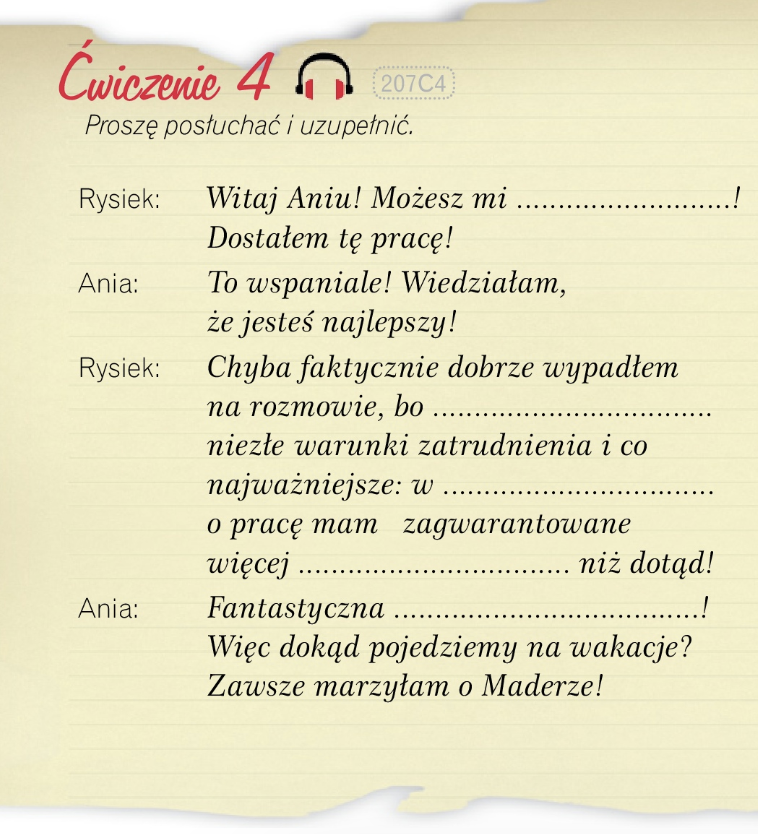 Ćwiczenie 4 207C4
Proszę posłuchać i uzupełnić.
Rysiek: Witaj Aniu! Możesz mi ..........................!
Dostałem tę pracę!
Ania: To wspaniale! Wiedziałam,
że jesteś najlepszy!
Rysiek: Chyba faktycznie dobrze wypadłem
na rozmowie, bo ..................................
niezłe warunki zatrudnienia i co
najważniejsze: w .................................
o pracę mam zagwarantowane
więcej ................................. niż dotąd!
Ania: Fantastyczna .....................................!
Więc dokąd pojedziemy na wakacje?
Zawsze marzyłam o Maderze!